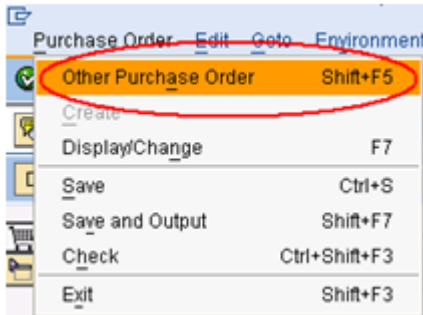 Purchase Order Edit Goto Environment
Other Purchase Order Shift+F5
Create
Display/Change F7
Save Ctrl+S
Save and Output Shift+F7
Check Ctrl+Shift+F3
Exit Shift+F3